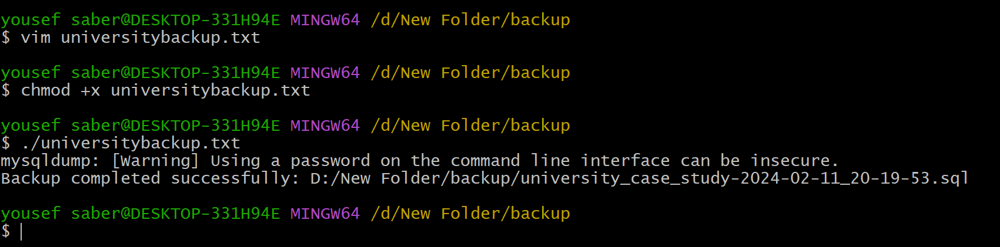 yousef saber@DESKTOP-331H94E MINGW64 /d/New Folder/backup
$ vim universitybackup.txt
yousef saber@DESKTOP-331H94E MINGW64 /d/New Folder/backup
$ chmod +x universitybackup.txt
yousef saber@DESKTOP-331H94E MINGW64 /d/New Folder/backup
$ ./universitybackup.txt
mysqldump: [Warning] Using a password on the command line interface can be insecure.
Backup completed successfully: D:/New Folder/backup/university_case_study-2024-02-11_20-19-53.sql
yousef saber@DESKTOP-331H94E MINGW64 /d/New Folder/backup
$